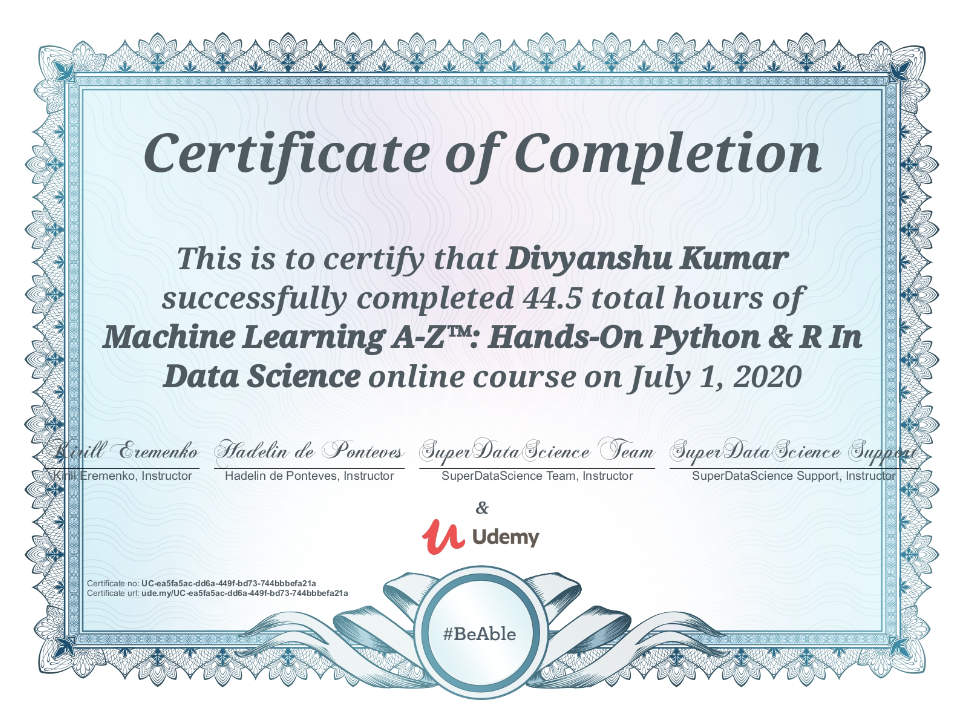 Certificate of Completion
This is to certify that Divyanshu Kumar
successfully completed 44.5 total hours of
Machine Learning A-Z™: Hands-On Python & R In
Data Science online course on July 1, 2020
Kirill Eremenko Hadelin de Ponteves SuperDataScience Team SuperDataScience Support
Kirill Eremenko, Instructor Hadelin de Ponteves, Instructor SuperDataScience Team, Instructor SuperDataScience Support, Instructor
&
Udemy
Certificate no: UC-ea5fa5ac-dd6a-449f-bd73-744bbbefa21a
Certificate url: ude.my/UC-ea5fa5ac-dd6a-449f-bd73-744bbbefa21a
#BeAble